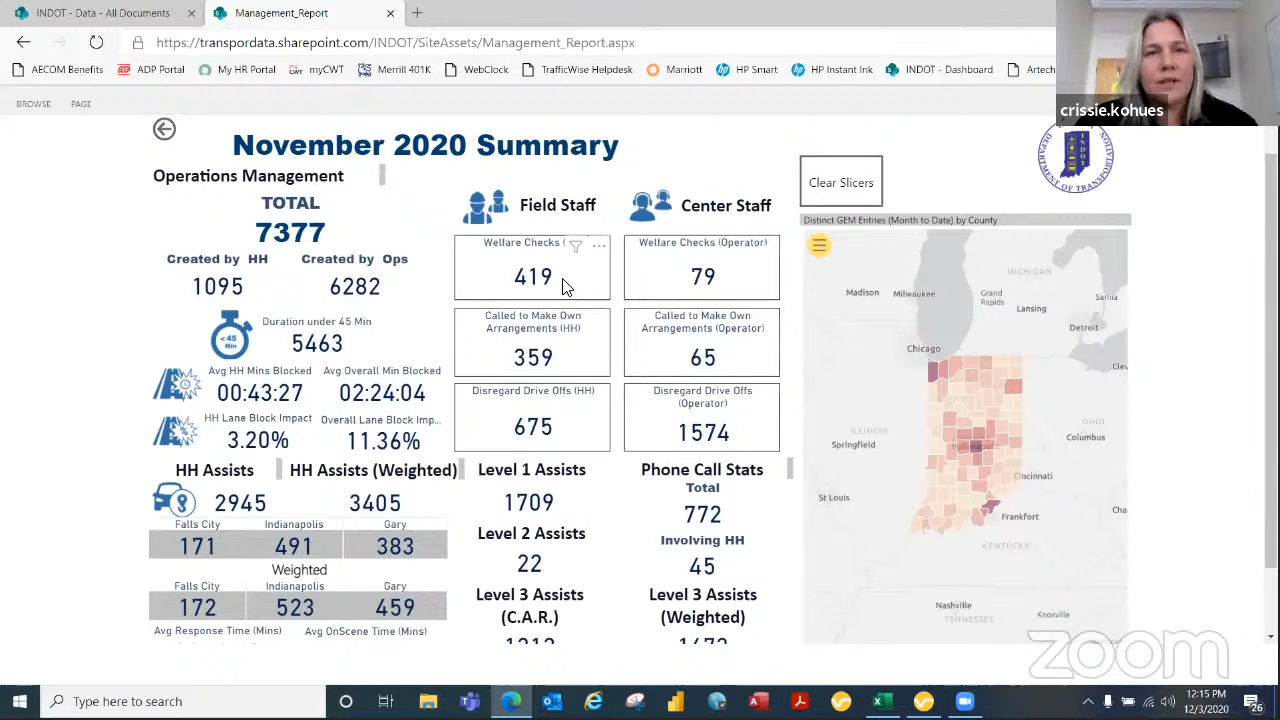 INDOT - Data - All Documents
Management_Report
https://transpordata.sharepoint.com/INDOT/SiteAssets/Management_Report.aspx
AECOM Benefits
ADP Portal
My HR Portal
myCWT
Merrill 401K
WebClock
TrafficWise Helpdesk
Marriott
HP Smart
HP Instant Ink
INDOT - Dashboard
Artech
crissie.kohues
BROWSE PAGE
November 2020 Summary
Operations Management
TOTAL
7377
Created by HH Created by Ops
1095 6282
<45 Min
Duration under 45 Min
5463
Avg HH Mins Blocked Avg Overall Min Blocked
00:43:27 02:24:04
HH Lane Block Impact Overall Lane Block Imp...
3.20% 11.36%
HH Assists HH Assists (Weighted)
2945 3405
Falls City Indianapolis Gary
171 491 383
Weighted
Falls City Indianapolis Gary
172 523 459
Avg Response Time (Mins) Avg OnScene Time (Mins)
Field Staff
Welfare Checks (
419
Called to Make Own
Arrangements (HH)
359
Disregard Drive Offs (HH)
675
Level 1 Assists
1709
Level 2 Assists
22
Level 3 Assists
(C.A.R.)
Center Staff
Welfare Checks (Operator)
79
Called to Make Own
Arrangements (Operator)
65
Disregard Drive Offs
(Operator)
1574
Phone Call Stats
Total
772
Involving HH
45
Level 3 Assists
(Weighted)
Clear Slicers
INDOT
DEPARTMENT OF TRANSPORTATION
Distinct GEM Entries (Month to Date) by County
MICHIGAN
Madison
Milwaukee
Grand
Rapids
Lansing
Sarnia
Detroit
Chicago
Clev
ILLINOIS
OHIO
Springfield
Columbus
Cincinnati
St Louis
Frankfort
Cha
KENTUCKY
Nashville
TENNESSEE
Knoxville
zoom
Type here to search
12:15 PM
12/3/2020
26